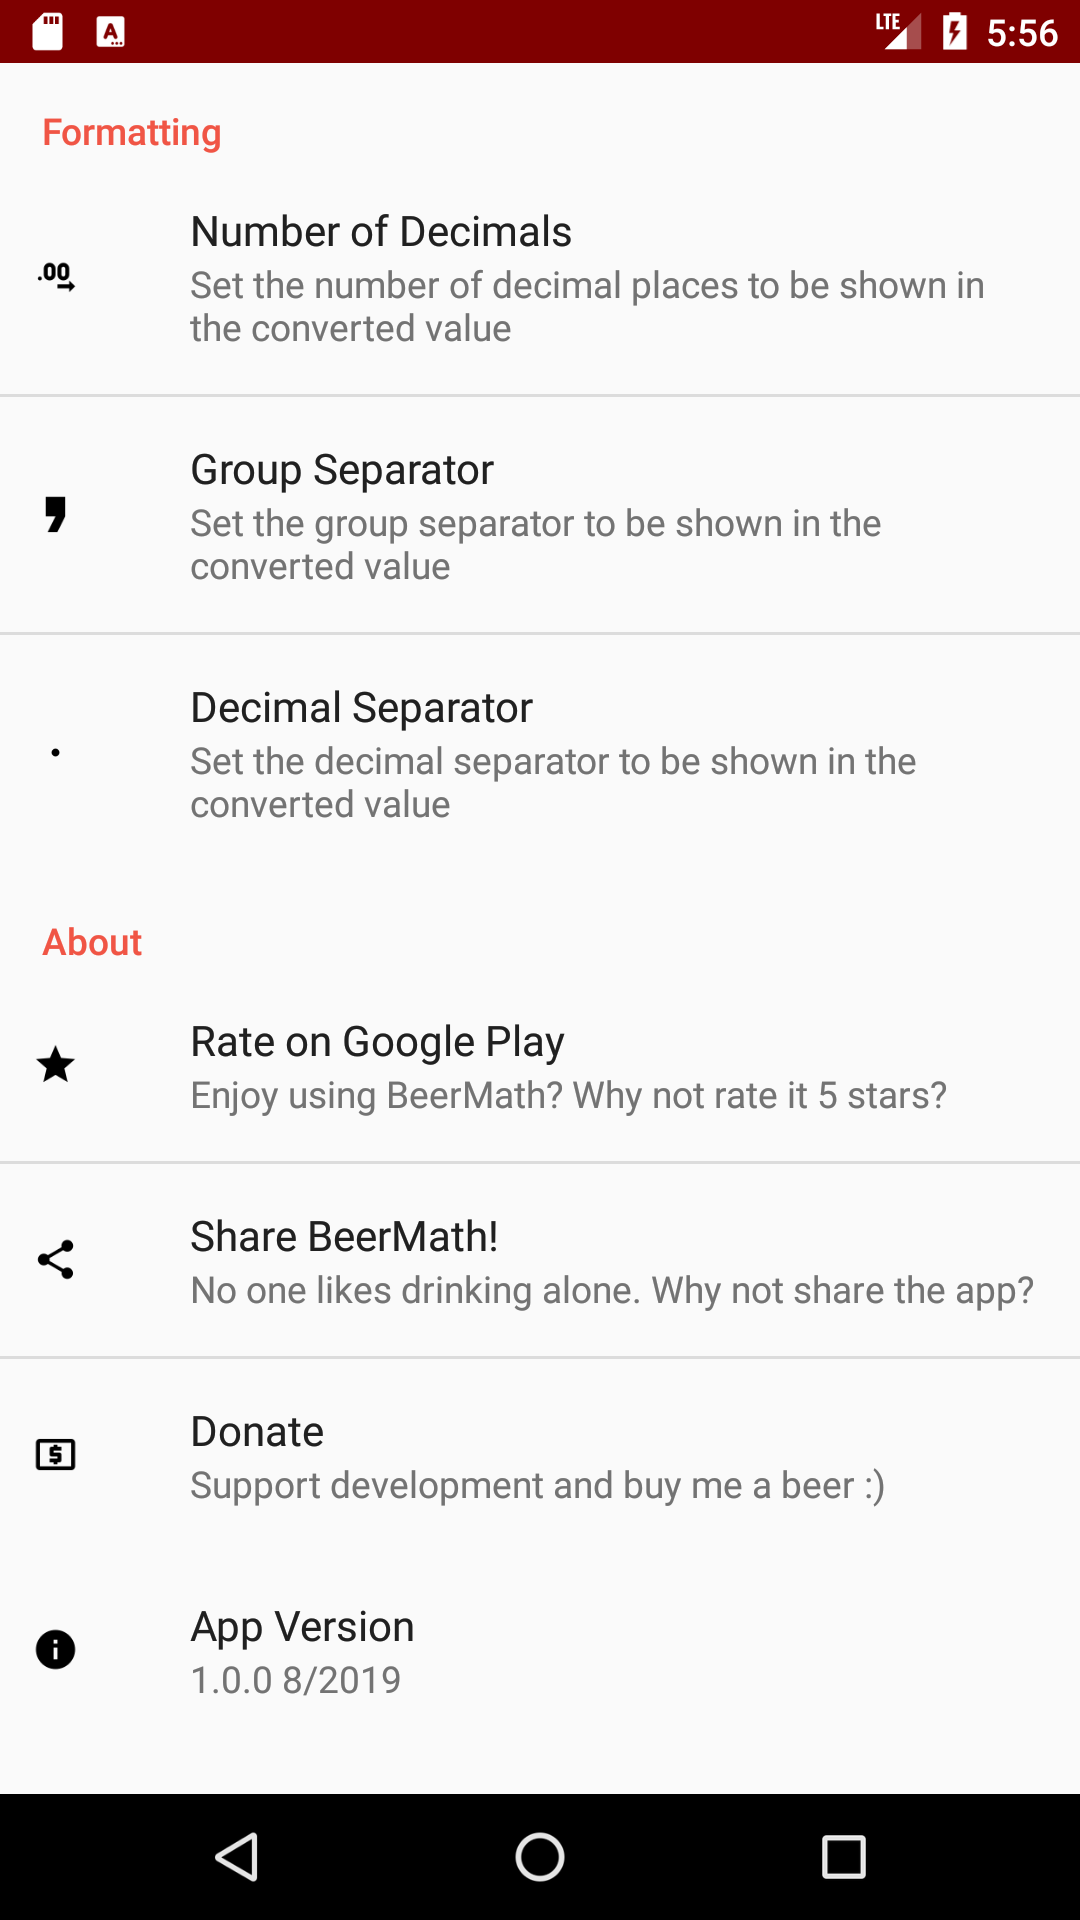 LTE 5:56
Formatting
Number of Decimals
.00
Set the number of decimal places to be shown in
the converted value
Group Separator
,
Set the group separator to be shown in the
converted value
Decimal Separator
.
Set the decimal separator to be shown in the
converted value
About
Rate on Google Play
Enjoy using BeerMath? Why not rate it 5 stars?
Share BeerMath!
No one likes drinking alone. Why not share the app?
Donate
$
Support development and buy me a beer :)
App Version
1.0.0 8/2019